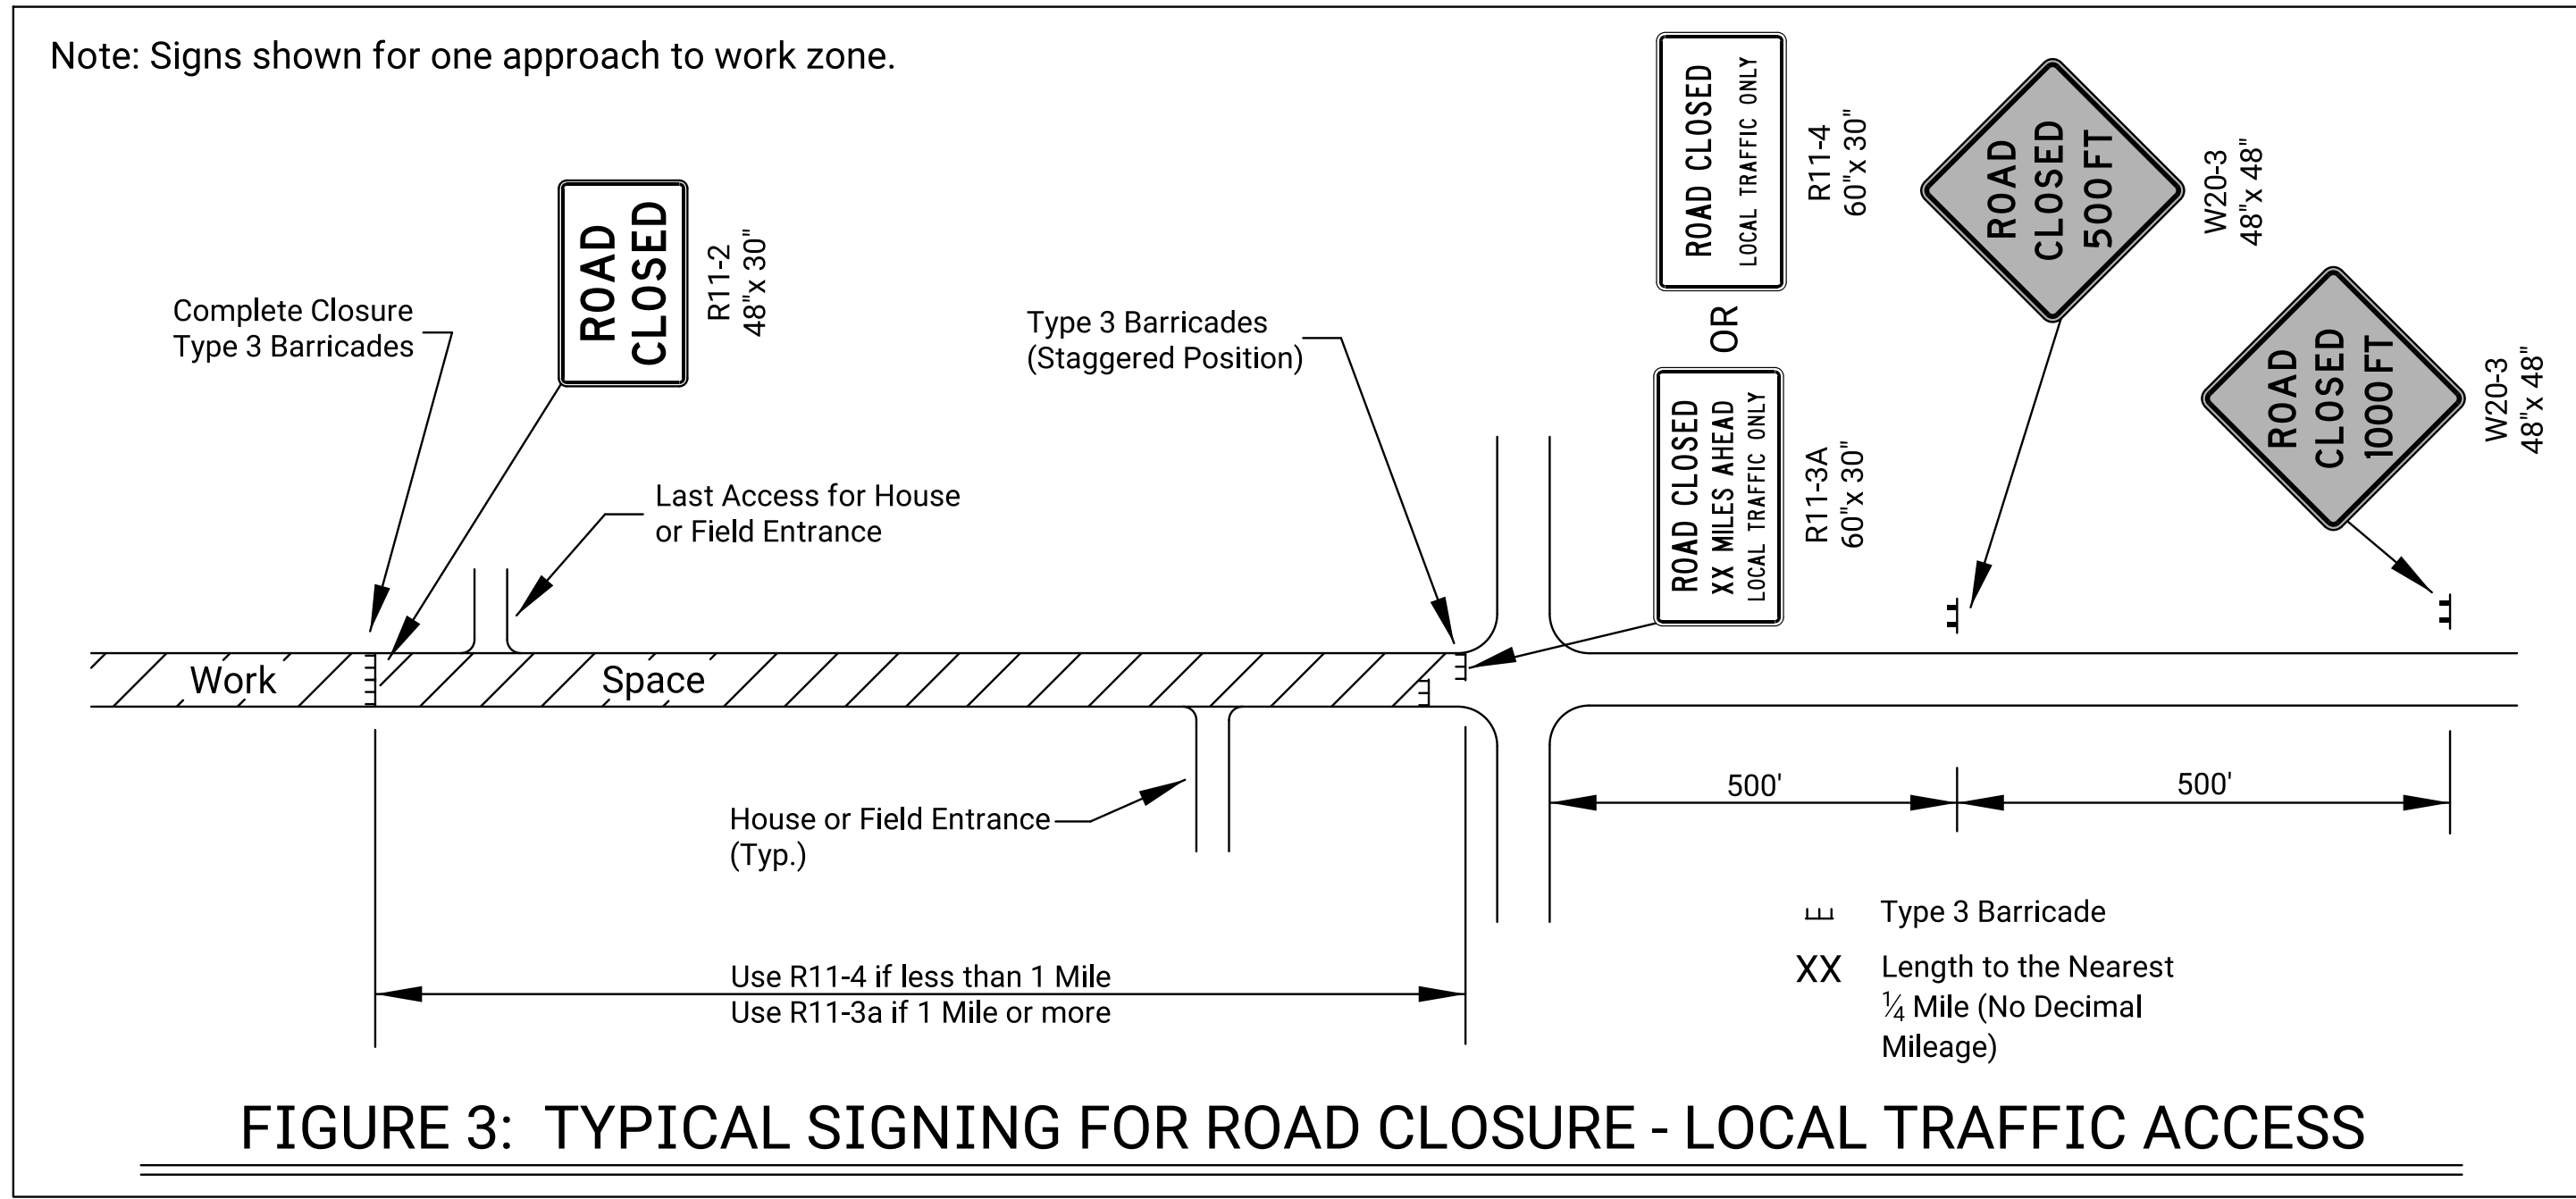 Note: Signs shown for one approach to work zone.
ROAD CLOSED
LOCAL TRAFFIC ONLY
R11-4
60"x 30"
ROAD
CLOSED
500 FT
W20-3
48"x 48"
ROAD
CLOSED
R11-2
48"x 30"
Complete Closure
Type 3 Barricades
Type 3 Barricades
(Staggered Position)
OR
ROAD CLOSED
XX MILES AHEAD
LOCAL TRAFFIC ONLY
R11-3A
60"x 30"
ROAD
CLOSED
1000 FT
W20-3
48"x 48"
Last Access for House
or Field Entrance
Work
Space
500'
500'
House or Field Entrance
(Typ.)
Type 3 Barricade
XX Length to the Nearest
¼ Mile (No Decimal
Mileage)
Use R11-4 if less than 1 Mile
Use R11-3a if 1 Mile or more
FIGURE 3: TYPICAL SIGNING FOR ROAD CLOSURE - LOCAL TRAFFIC ACCESS